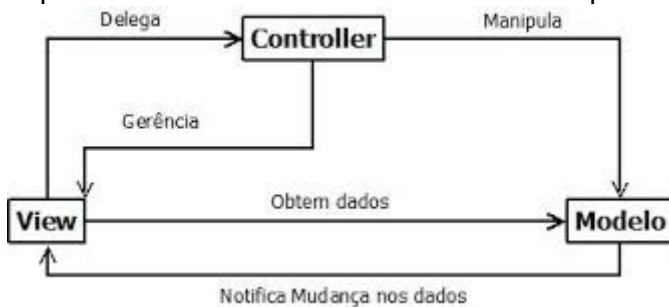 Delega
Controller
Manipula
Gerência
Obtem dados
View
Modelo
Notifica Mudança nos dados